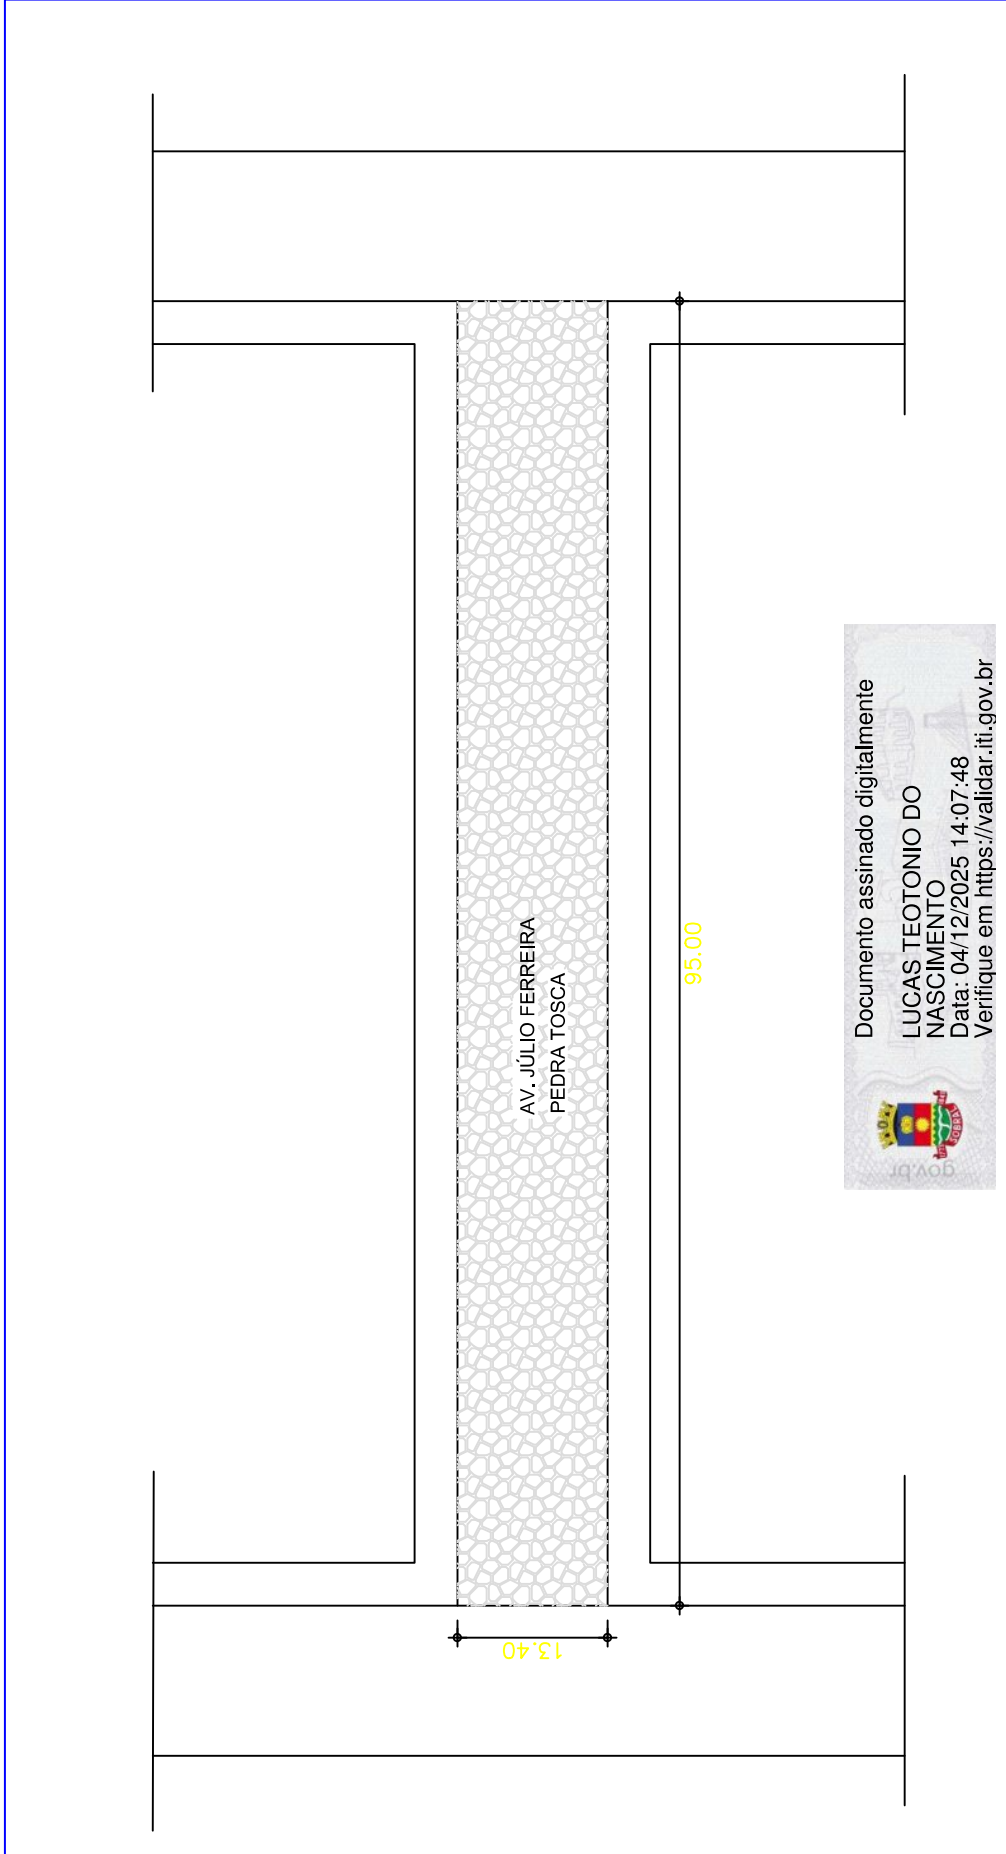 AV. JÚLIO FERREIRA
PEDRA TOSCA
95.00
13.40
Documento assinado digitalmente
LUCAS TEOTONIO DO
NASCIMENTO
Data: 04/12/2025 14:07:48
Verifique em https://validar.iti.gov.br
gov.br
SOBRAL